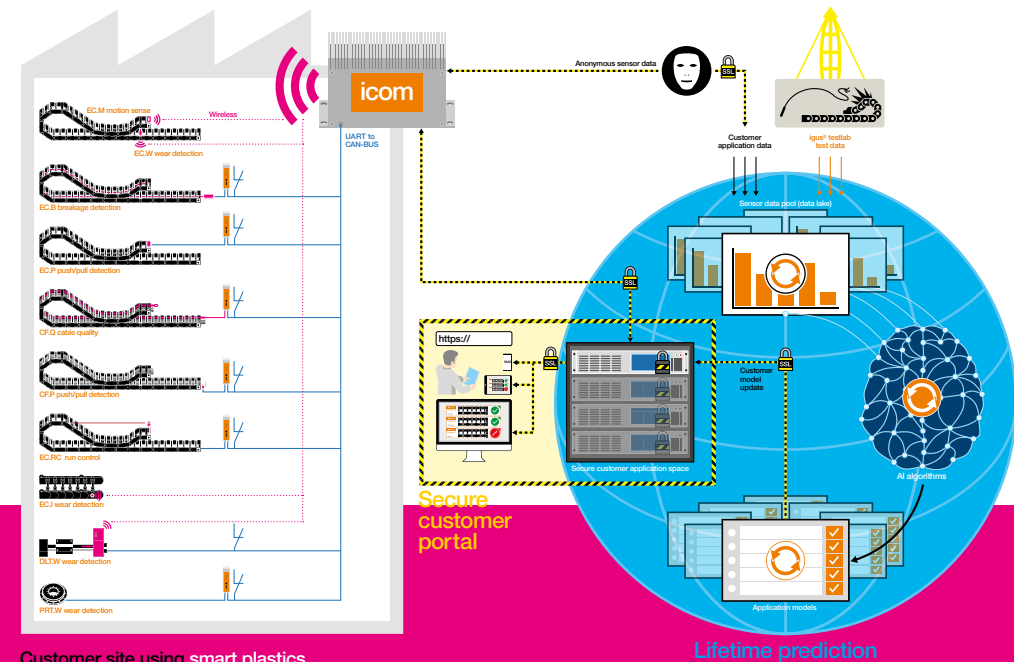 EC.M motion sense
Wireless
EC.W wear detection
EC.B breakage detection
EC.P push/pull detection
CF.Q cable quality
CF.P push/pull detection
EC.RC run control
EC.I wear detection
DLT.W wear detection
PRT.W wear detection
icom
UART to
CAN-BUS
Anonymous sensor data
SSL
Customer
application data
igus® testlab
test data
Sensor data pool (data lake)
SSL
https://
SSL
SSL
Customer
model
update
Secure customer application space
AI algorithms
Secure
customer
portal
Application models
Customer site using smart plastics
Lifetime prediction